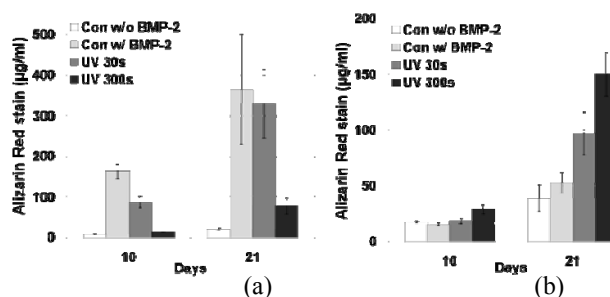 Con w/o BMP-2
Con w/ BMP-2
UV 30s
UV 300s
Alizarin Red stain (µg/ml)
500
400
300
200
100
0
10
21
Days
(a)
Con w/o BMP-2
Con w/ BMP-2
UV 30s
UV 300s
Alizarin Red stain (µg/ml)
200
150
100
50
0
10
21
Days
(b)